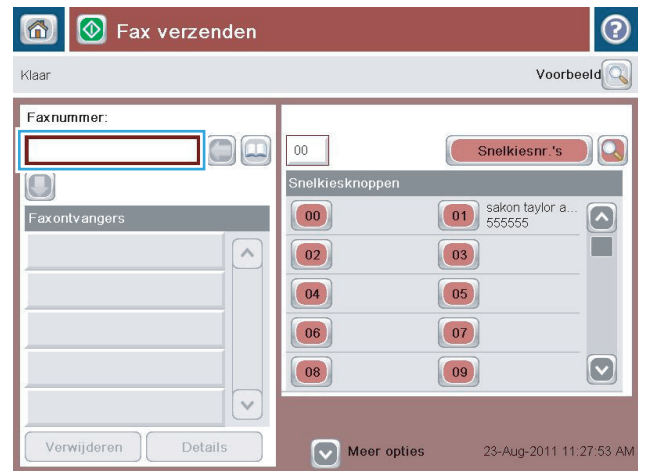 Fax verzenden
Klaar
Voorbeeld
Faxnummer:
00
Snelkiesnr.'s
Snelkiesknoppen
Faxontvangers
00
01 sakon taylor a...
555555
02
03
04
05
06
07
08
09
Verwijderen
Details
Meer opties
23-Aug-2011 11:27:53 AM